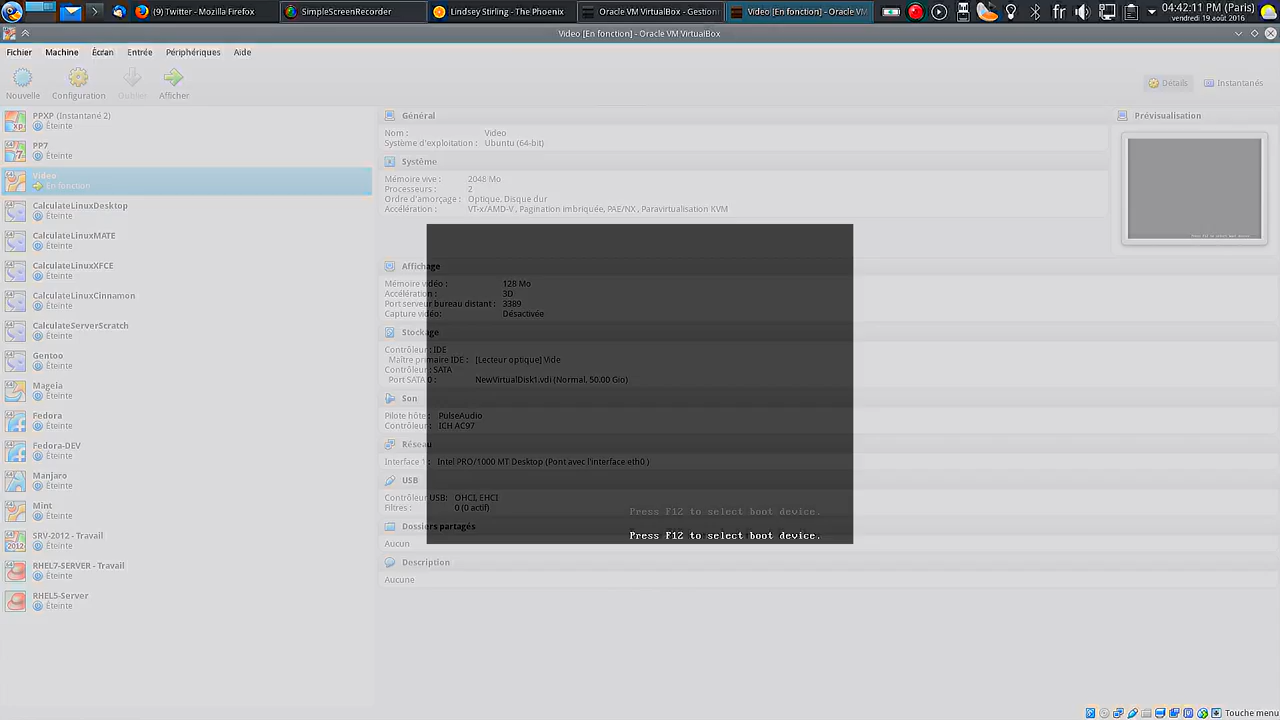 (9) Twitter - Mozilla Firefox
SimpleScreenRecorder
Lindsey Stirling - The Phoenix
Oracle VM VirtualBox - Gestionn
Video [En fonction] - Oracle VM
fr
04:42:11 PM (Paris)
vendredi 19 août 2016
Video [En fonction] - Oracle VM VirtualBox
Fichier Machine Écran Entrée Périphériques Aide
Nouvelle Configuration Oublier Afficher
Détails Instantanés
PPXP (Instantané 2)
Éteinte
PP7
Éteinte
Video
En fonction
CalculateLinuxDesktop
Éteinte
CalculateLinuxMATE
Éteinte
CalculateLinuxXFCE
Éteinte
CalculateLinuxCinnamon
Éteinte
CalculateServerScratch
Éteinte
Gentoo
Éteinte
Mageia
Éteinte
Fedora
Éteinte
Fedora-DEV
Éteinte
Manjaro
Éteinte
Mint
Éteinte
SRV-2012 - Travail
Éteinte
RHEL7-SERVER - Travail
Éteinte
RHEL5-Server
Éteinte
Général
Nom : Video
Système d'exploitation : Ubuntu (64-bit)
Système
Mémoire vive : 2048 Mo
Processeurs : 2
Ordre d'amorçage : Optique, Disque dur
Accélération : VT-x/AMD-V , Pagination imbriquée, PAE/NX , Paravirtualisation KVM
Affichage
Mémoire vidéo : 128 Mo
Accélération : 3D
Port serveur bureau distant : 3389
Capture vidéo: Désactivée
Stockage
Contrôleur: IDE
Maître primaire IDE : [Lecteur optique] Vide
Contrôleur: SATA
Port SATA 0 : NewVirtualDisk1.vdi (Normal, 50.00 Gio)
Son
Pilote hôte : PulseAudio
Contrôleur: ICH AC97
Réseau
Interface 1: Intel PRO/1000 MT Desktop (Pont avec l'interface eth0 )
USB
Contrôleur USB: OHCI, EHCI
Filtres : 0 (0 actif)
Press F12 to select boot device.
Dossiers partagés
Press F12 to select boot device.
Aucun
Description
Aucune
Prévisualisation
Press F12 to select boot device.
Touche menu